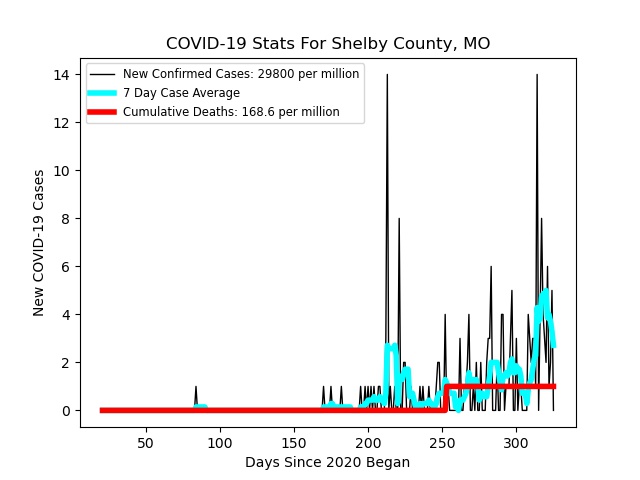 COVID-19 Stats For Shelby County, MO
New Confirmed Cases: 29800 per million
7 Day Case Average
Cumulative Deaths: 168.6 per million
New COVID-19 Cases
14
12
10
8
6
4
2
0
50 100 150 200 250 300
Days Since 2020 Began